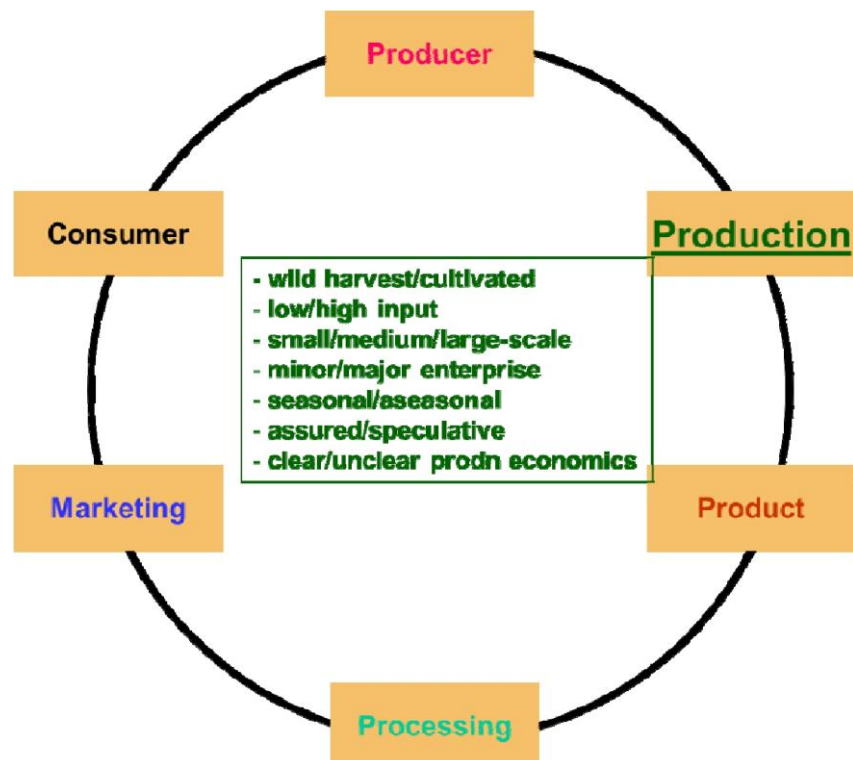 Producer
Consumer
Production
- wild harvest/cultivated
- low/high input
- small/medium/large-scale
- minor/major enterprise
- seasonal/aseasonal
- assured/speculative
- clear/unclear prodn economics
Marketing
Product
Processing